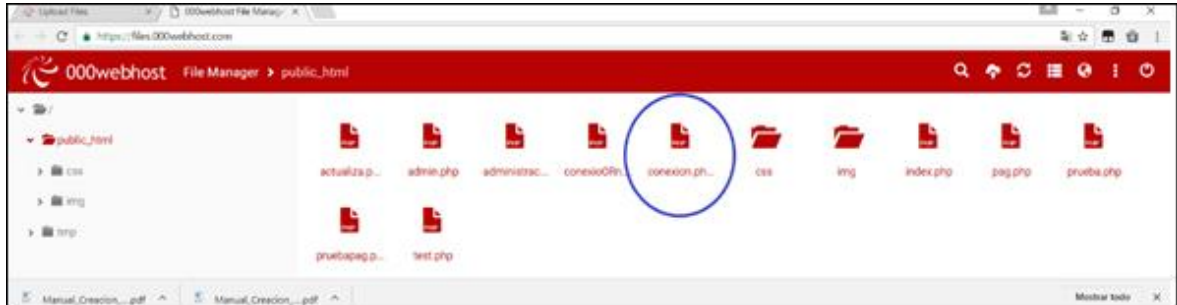 Upload Files
000webhost File Manag
https://files.000webhost.com
000webhost File Manager > public_html
/
public_html
css
img
tmp
actualiza.p... admin.php administrac... conexion.ph... css img index.php pag.php prueba.php
pruebapag.p... test.php
Manual_Creacion_....pdf Manual_Creacion_....pdf Mostrar todo